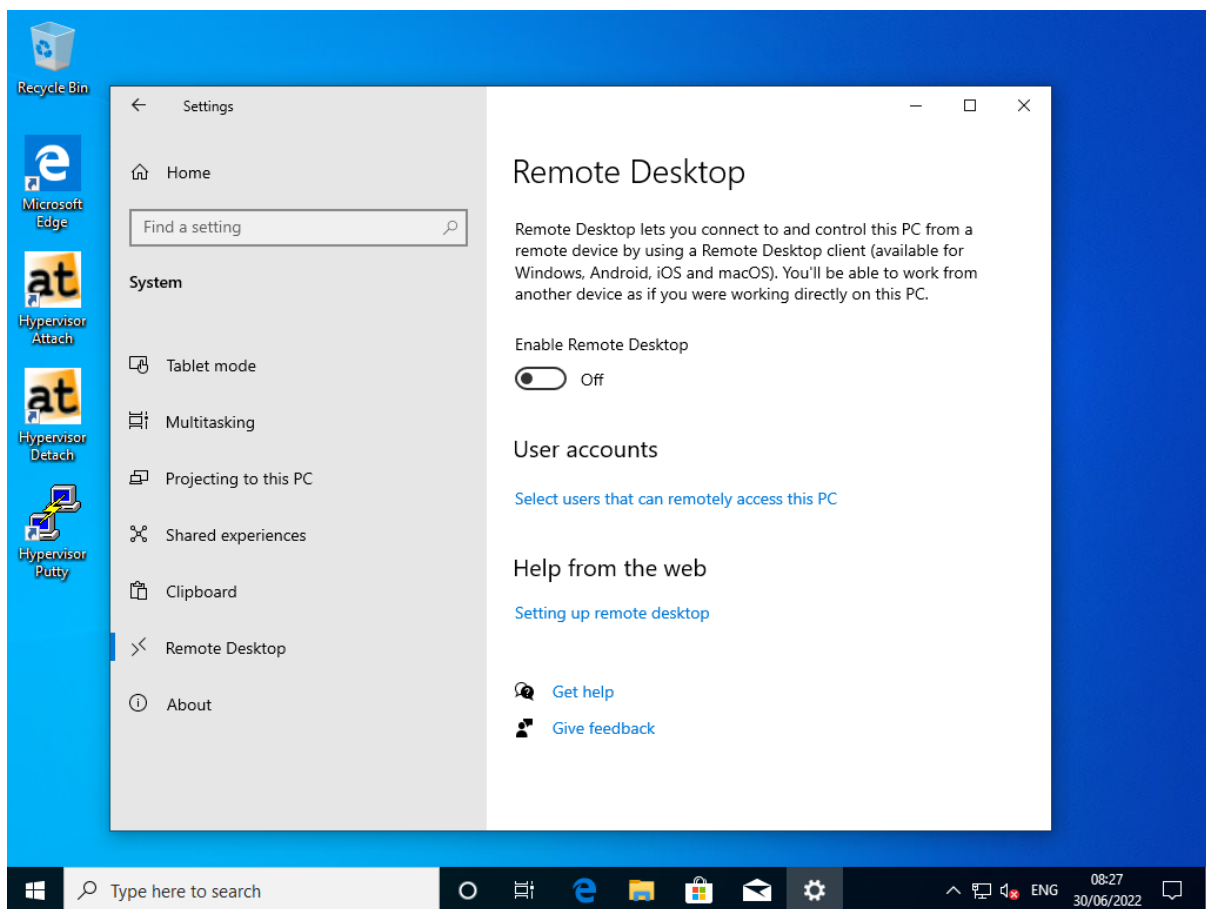 Recycle Bin
Microsoft
Edge
at
Hypervisor
Attach
at
Hypervisor
Detach
Hypervisor
Putty
Settings
Home
Find a setting
System
Tablet mode
Multitasking
Projecting to this PC
Shared experiences
Clipboard
Remote Desktop
About
Remote Desktop
Remote Desktop lets you connect to and control this PC from a
remote device by using a Remote Desktop client (available for
Windows, Android, iOS and macOS). You'll be able to work from
another device as if you were working directly on this PC.
Enable Remote Desktop
Off
User accounts
Select users that can remotely access this PC
Help from the web
Setting up remote desktop
Get help
Give feedback
Type here to search
ENG
08:27
30/06/2022